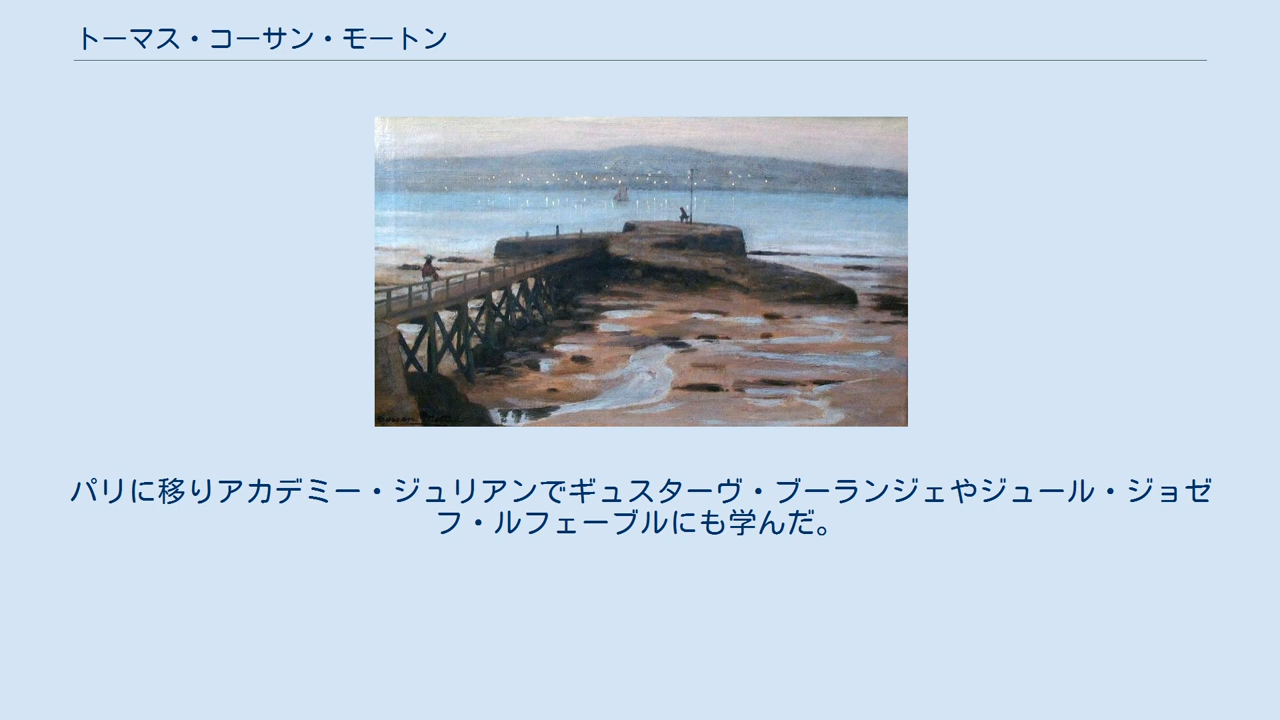 トーマス・コーサン・モートン
パリに移りアカデミー・ジュリアンでギュスターヴ・ブーランジェやジュール・ジョゼ
フ・ルフェーブルにも学んだ。